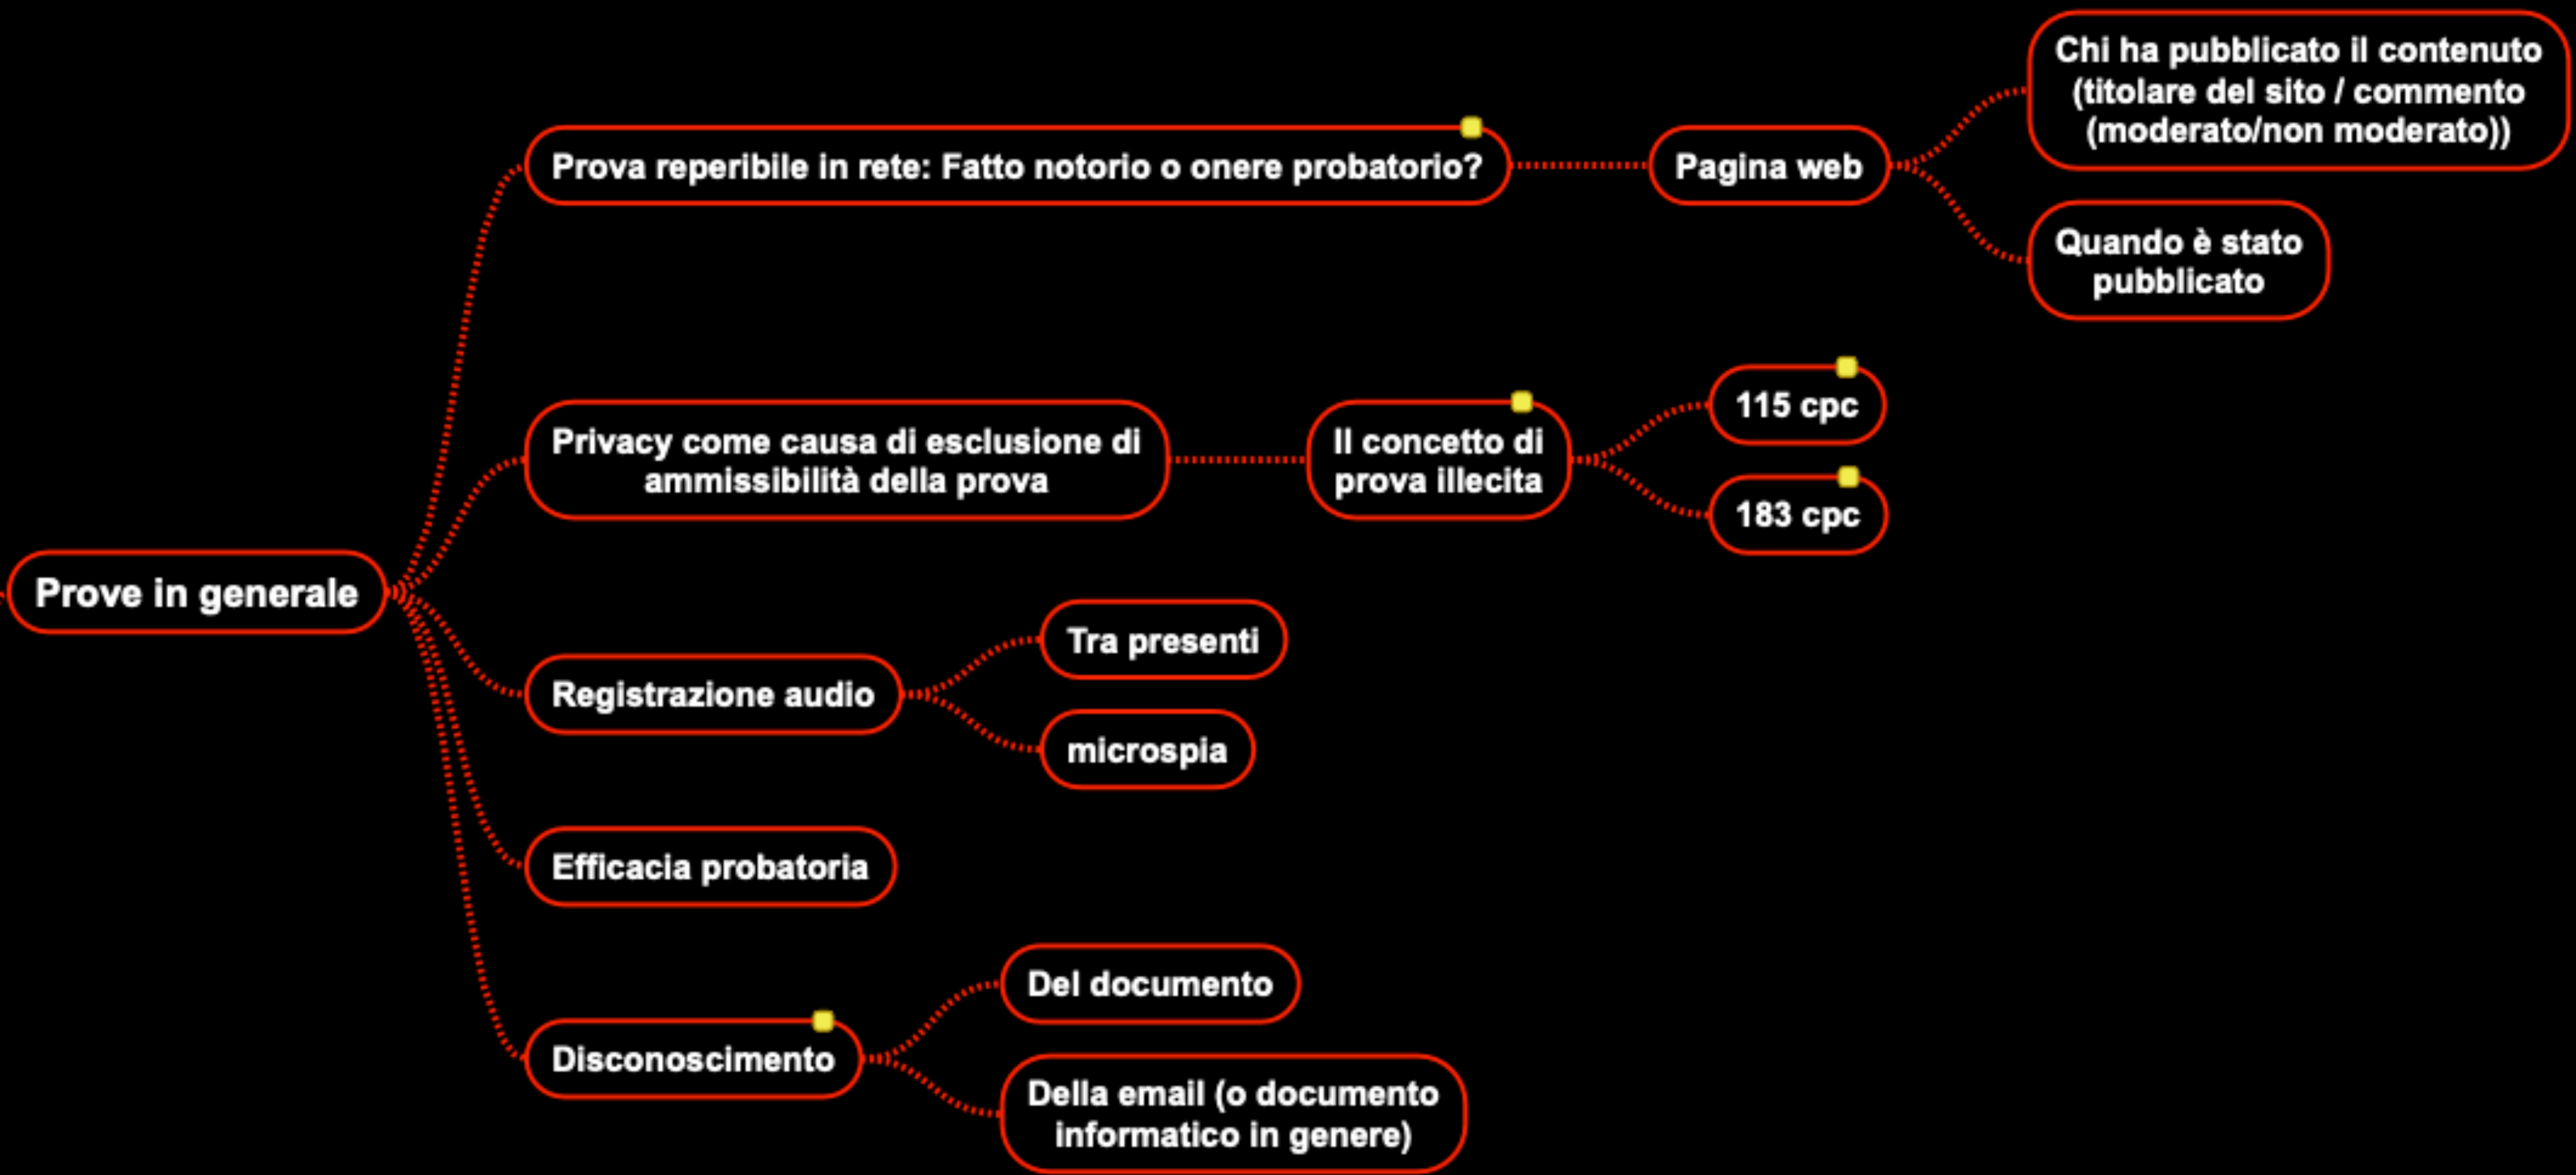 Chi ha pubblicato il contenuto
(titolare del sito / commento
(moderato/non moderato))
Prova reperibile in rete: Fatto notorio o onere probatorio?
Pagina web
Quando è stato
pubblicato
115 cpc
Privacy come causa di esclusione di
ammissibilità della prova
Il concetto di
prova illecita
183 cpc
Prove in generale
Tra presenti
Registrazione audio
microspia
Efficacia probatoria
Del documento
Disconoscimento
Della email (o documento
informatico in genere)